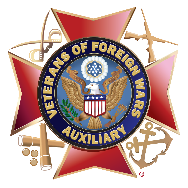 VETERANS OF FOREIGN WARS
AUXILIARY